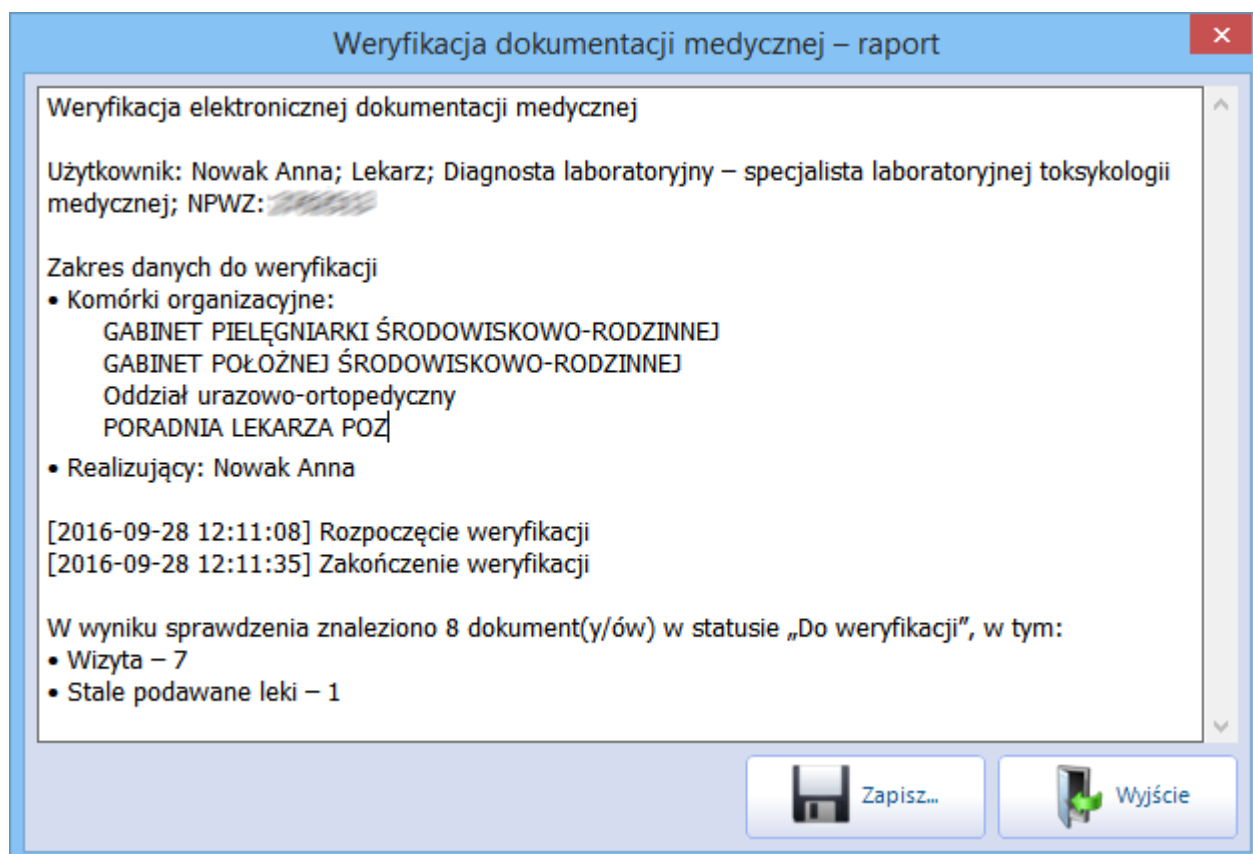 Weryfikacja dokumentacji medycznej – raport
Weryfikacja elektronicznej dokumentacji medycznej
Użytkownik: Nowak Anna; Lekarz; Diagnosta laboratoryjny – specjalista laboratoryjnej toksykologii
medycznej; NPWZ:
Zakres danych do weryfikacji
• Komórki organizacyjne:
GABINET PIELĘGNIARKI ŚRODOWISKOWO-RODZINNEJ
GABINET POŁOŻNEJ ŚRODOWISKOWO-RODZINNEJ
Oddział urazowo-ortopedyczny
PORADNIA LEKARZA POZ
• Realizujący: Nowak Anna
[2016-09-28 12:11:08] Rozpoczęcie weryfikacji
[2016-09-28 12:11:35] Zakończenie weryfikacji
W wyniku sprawdzenia znaleziono 8 dokument(y/ów) w statusie „Do weryfikacji”, w tym:
• Wizyta – 7
• Stale podawane leki – 1
Zapisz...
Wyjście